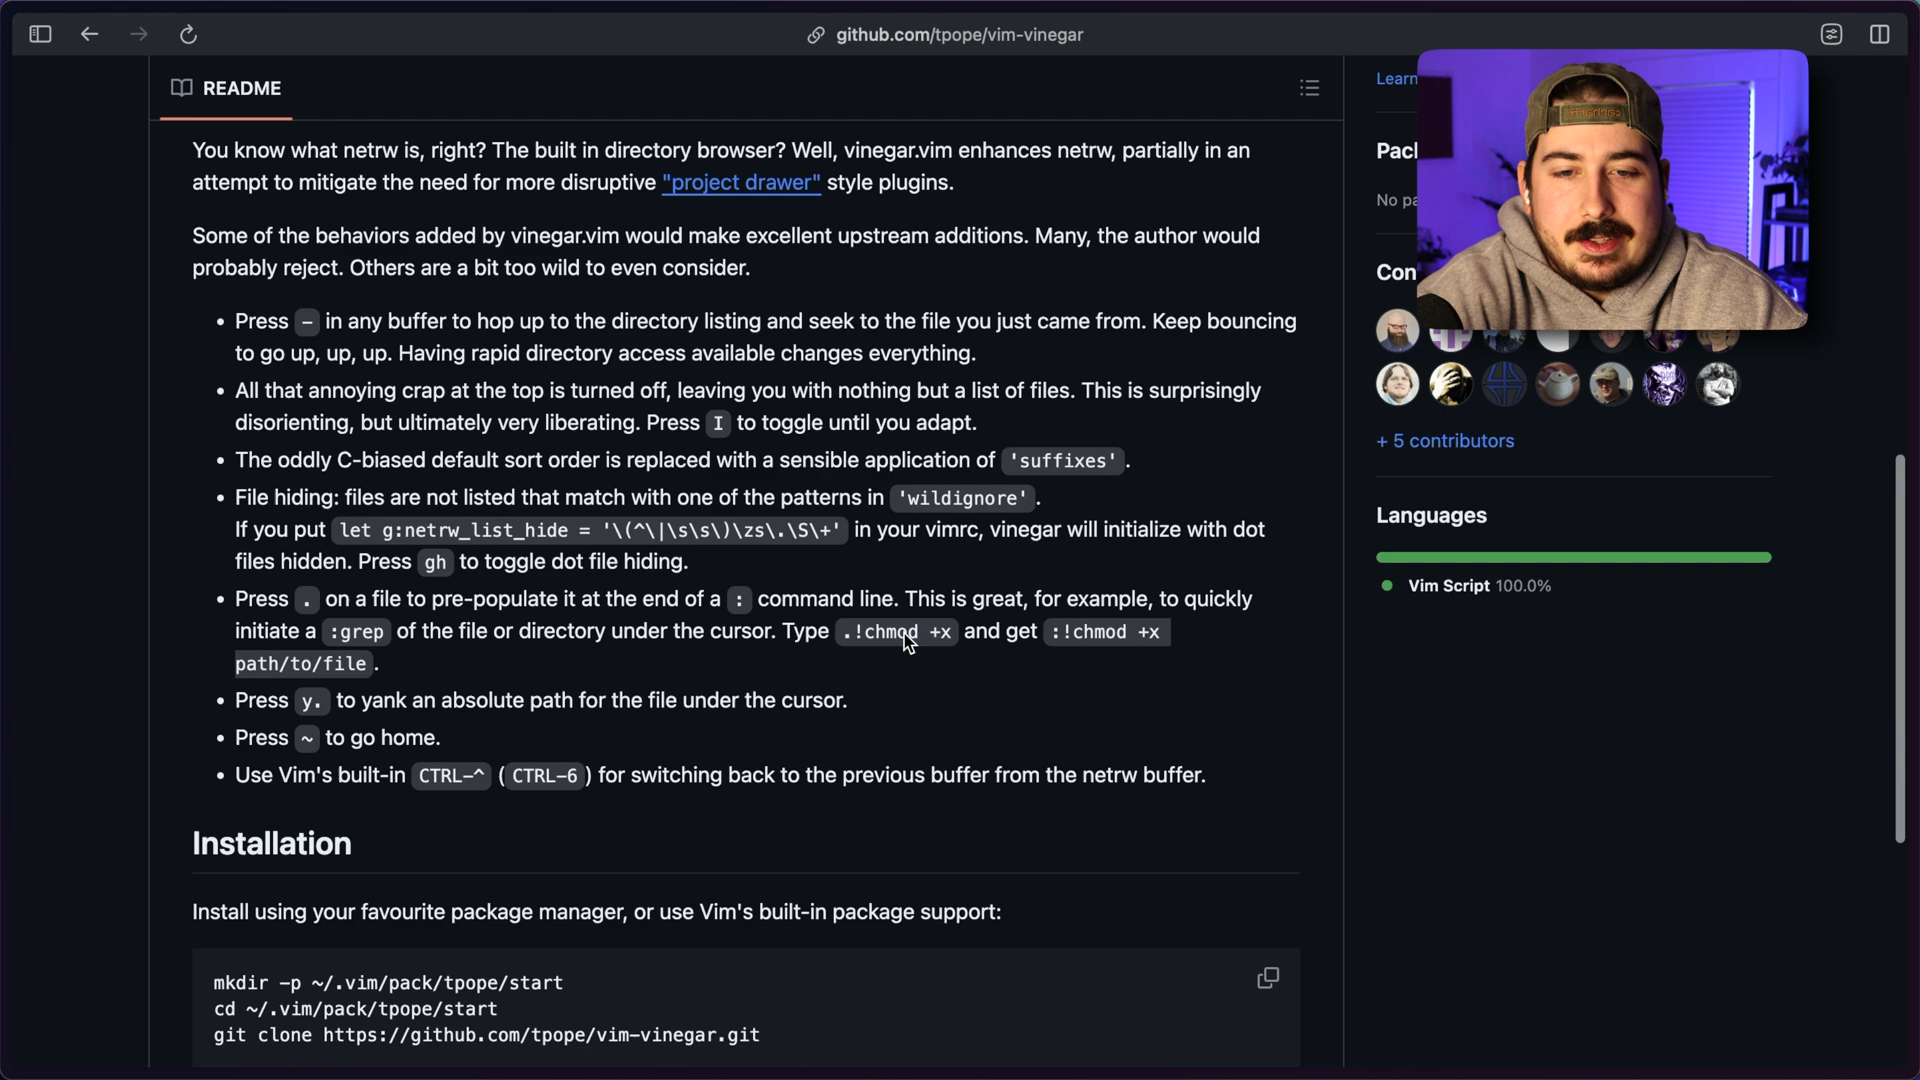 github.com/tpope/vim-vinegar
README
You know what netrw is, right? The built in directory browser? Well, vinegar.vim enhances netrw, partially in an
attempt to mitigate the need for more disruptive "project drawer" style plugins.
Some of the behaviors added by vinegar.vim would make excellent upstream additions. Many, the author would
probably reject. Others are a bit too wild to even consider.
• Press - in any buffer to hop up to the directory listing and seek to the file you just came from. Keep bouncing
to go up, up, up. Having rapid directory access available changes everything.
• All that annoying crap at the top is turned off, leaving you with nothing but a list of files. This is surprisingly
disorienting, but ultimately very liberating. Press I to toggle until you adapt.
• The oddly C-biased default sort order is replaced with a sensible application of 'suffixes'.
• File hiding: files are not listed that match with one of the patterns in 'wildignore'.
If you put let g:netrw_list_hide = '\(^\|\s\s\)\zs\.\S\+' in your vimrc, vinegar will initialize with dot
files hidden. Press gh to toggle dot file hiding.
• Press . on a file to pre-populate it at the end of a : command line. This is great, for example, to quickly
initiate a :grep of the file or directory under the cursor. Type .!chmod +x and get :!chmod +x
path/to/file.
• Press y. to yank an absolute path for the file under the cursor.
• Press ~ to go home.
• Use Vim's built-in CTRL-^ (CTRL-6) for switching back to the previous buffer from the netrw buffer.
Installation
Install using your favourite package manager, or use Vim's built-in package support:
mkdir -p ~/.vim/pack/tpope/start
cd ~/.vim/pack/tpope/start
git clone https://github.com/tpope/vim-vinegar.git
Learn
No pa
Con
+ 5 contributors
Languages
Vim Script 100.0%